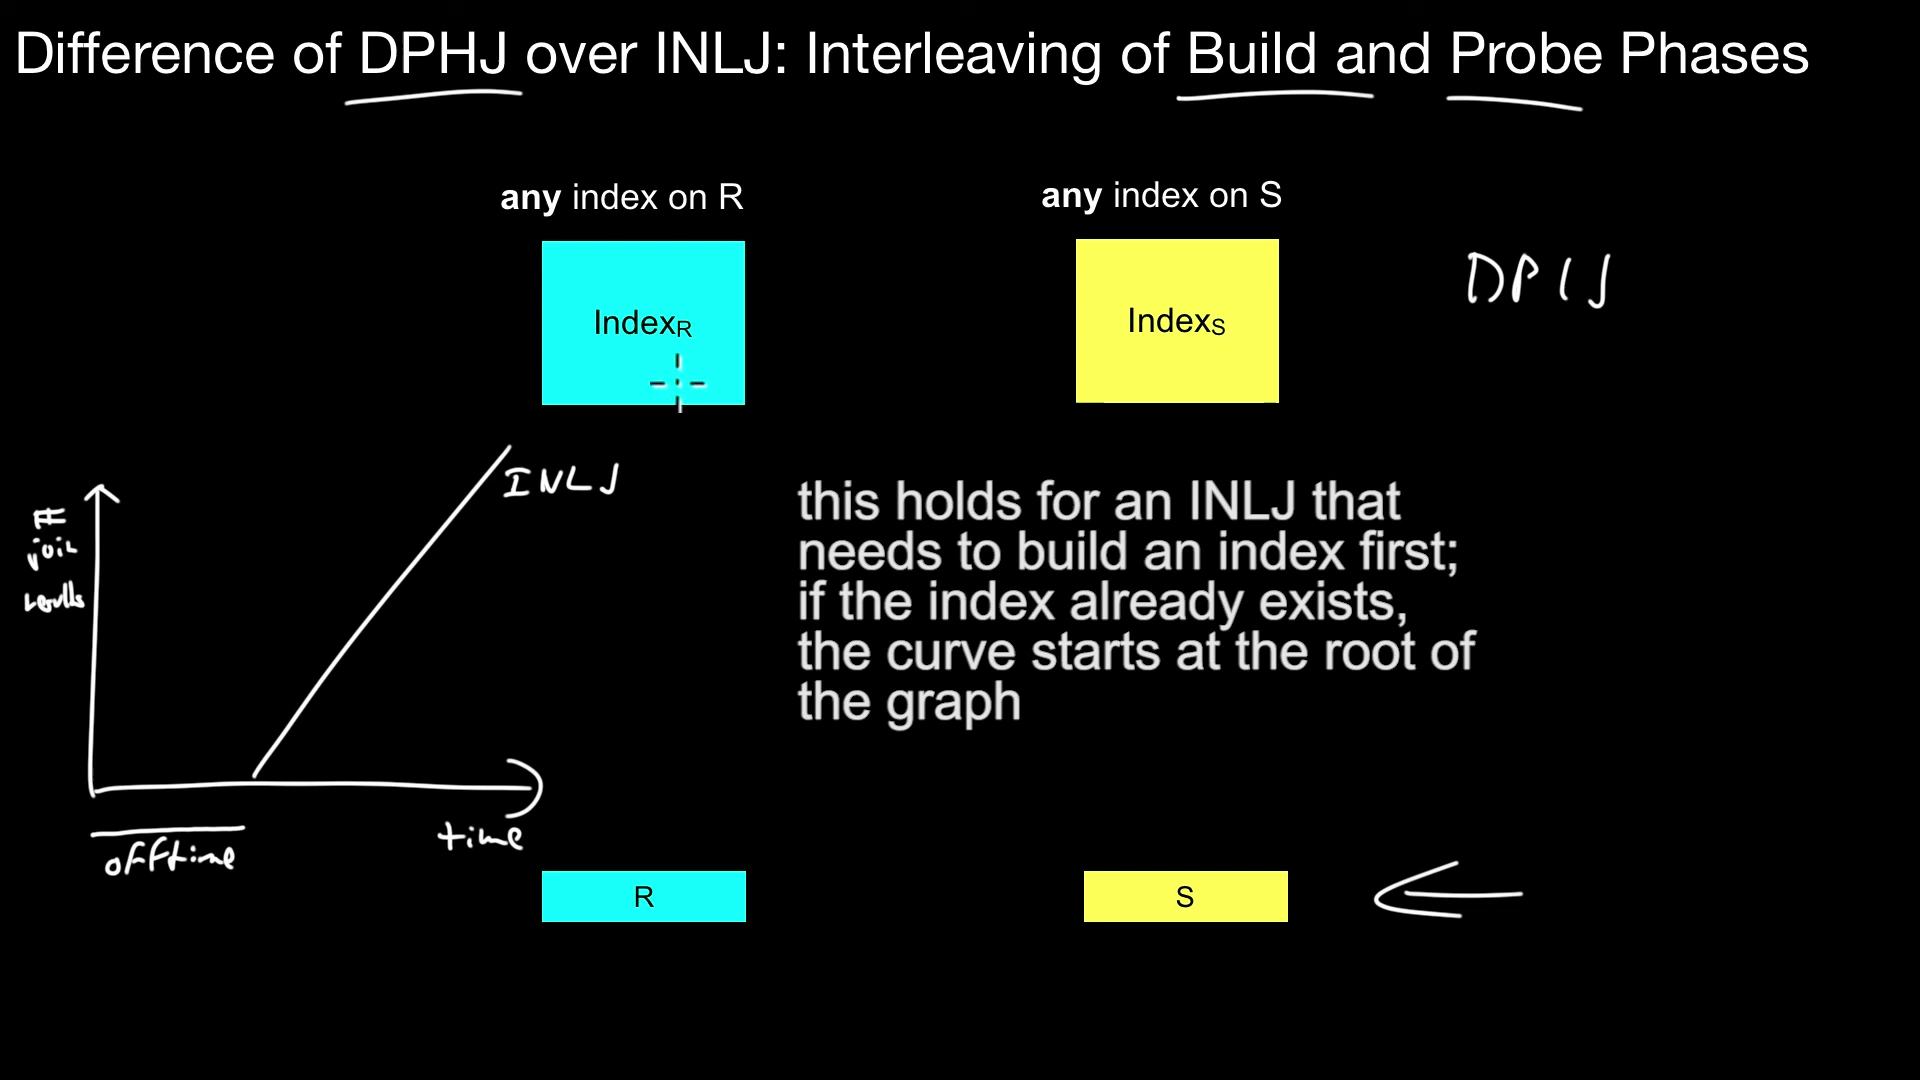 Difference of DPHJ over INLJ: Interleaving of Build and Probe Phases
any index on R
any index on S
IndexR
IndexS
DPIJ
INLJ
# join results
this holds for an INLJ that
needs to build an index first;
if the index already exists,
the curve starts at the root of
the graph
time
offtime
R
S